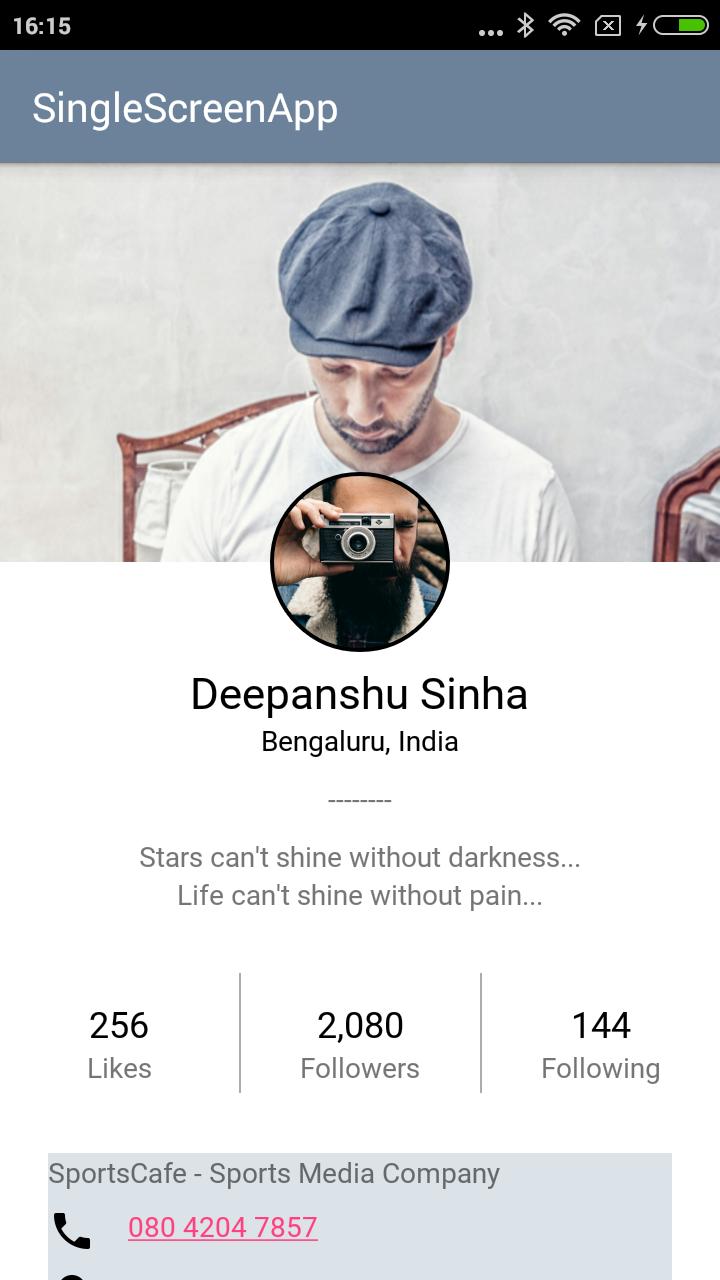 16:15
SingleScreenApp
Deepanshu Sinha
Bengaluru, India
--------
Stars can't shine without darkness...
Life can't shine without pain...
256
Likes
2,080
Followers
144
Following
SportsCafe - Sports Media Company
080 4204 7857